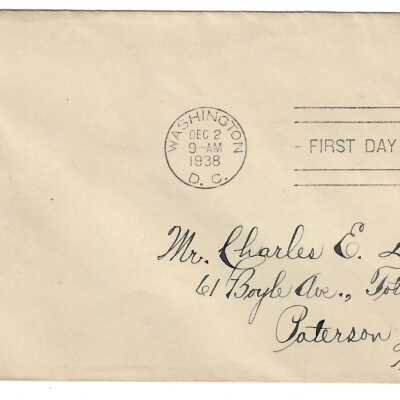 WASHINGTON
DEC 2
9-AM
1938
D. C.
FIRST DAY
Mr. Charles E.
61 Boyle Ave.,
Paterson